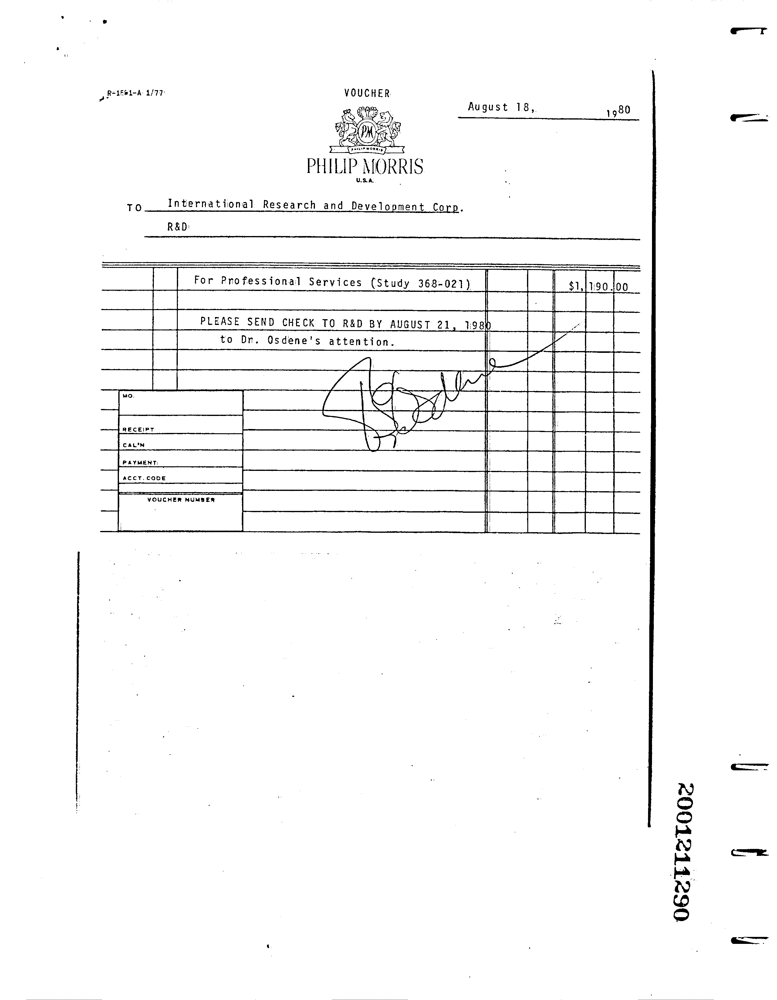 R-1561-A 1/77
VOUCHER
August 18, 1980
PM
PHILIP MORRIS
PHILIP MORRIS
U.S.A.
TO International Research and Development Corp.
R&D
For Professional Services (Study 368-021) $1,190.00
PLEASE SEND CHECK TO R&D BY AUGUST 21, 1980
to Dr. Osdene's attention.
MO.
RECEIPT
CAL'N
PAYMENT
ACCT. CODE
VOUCHER NUMBER
2001211290